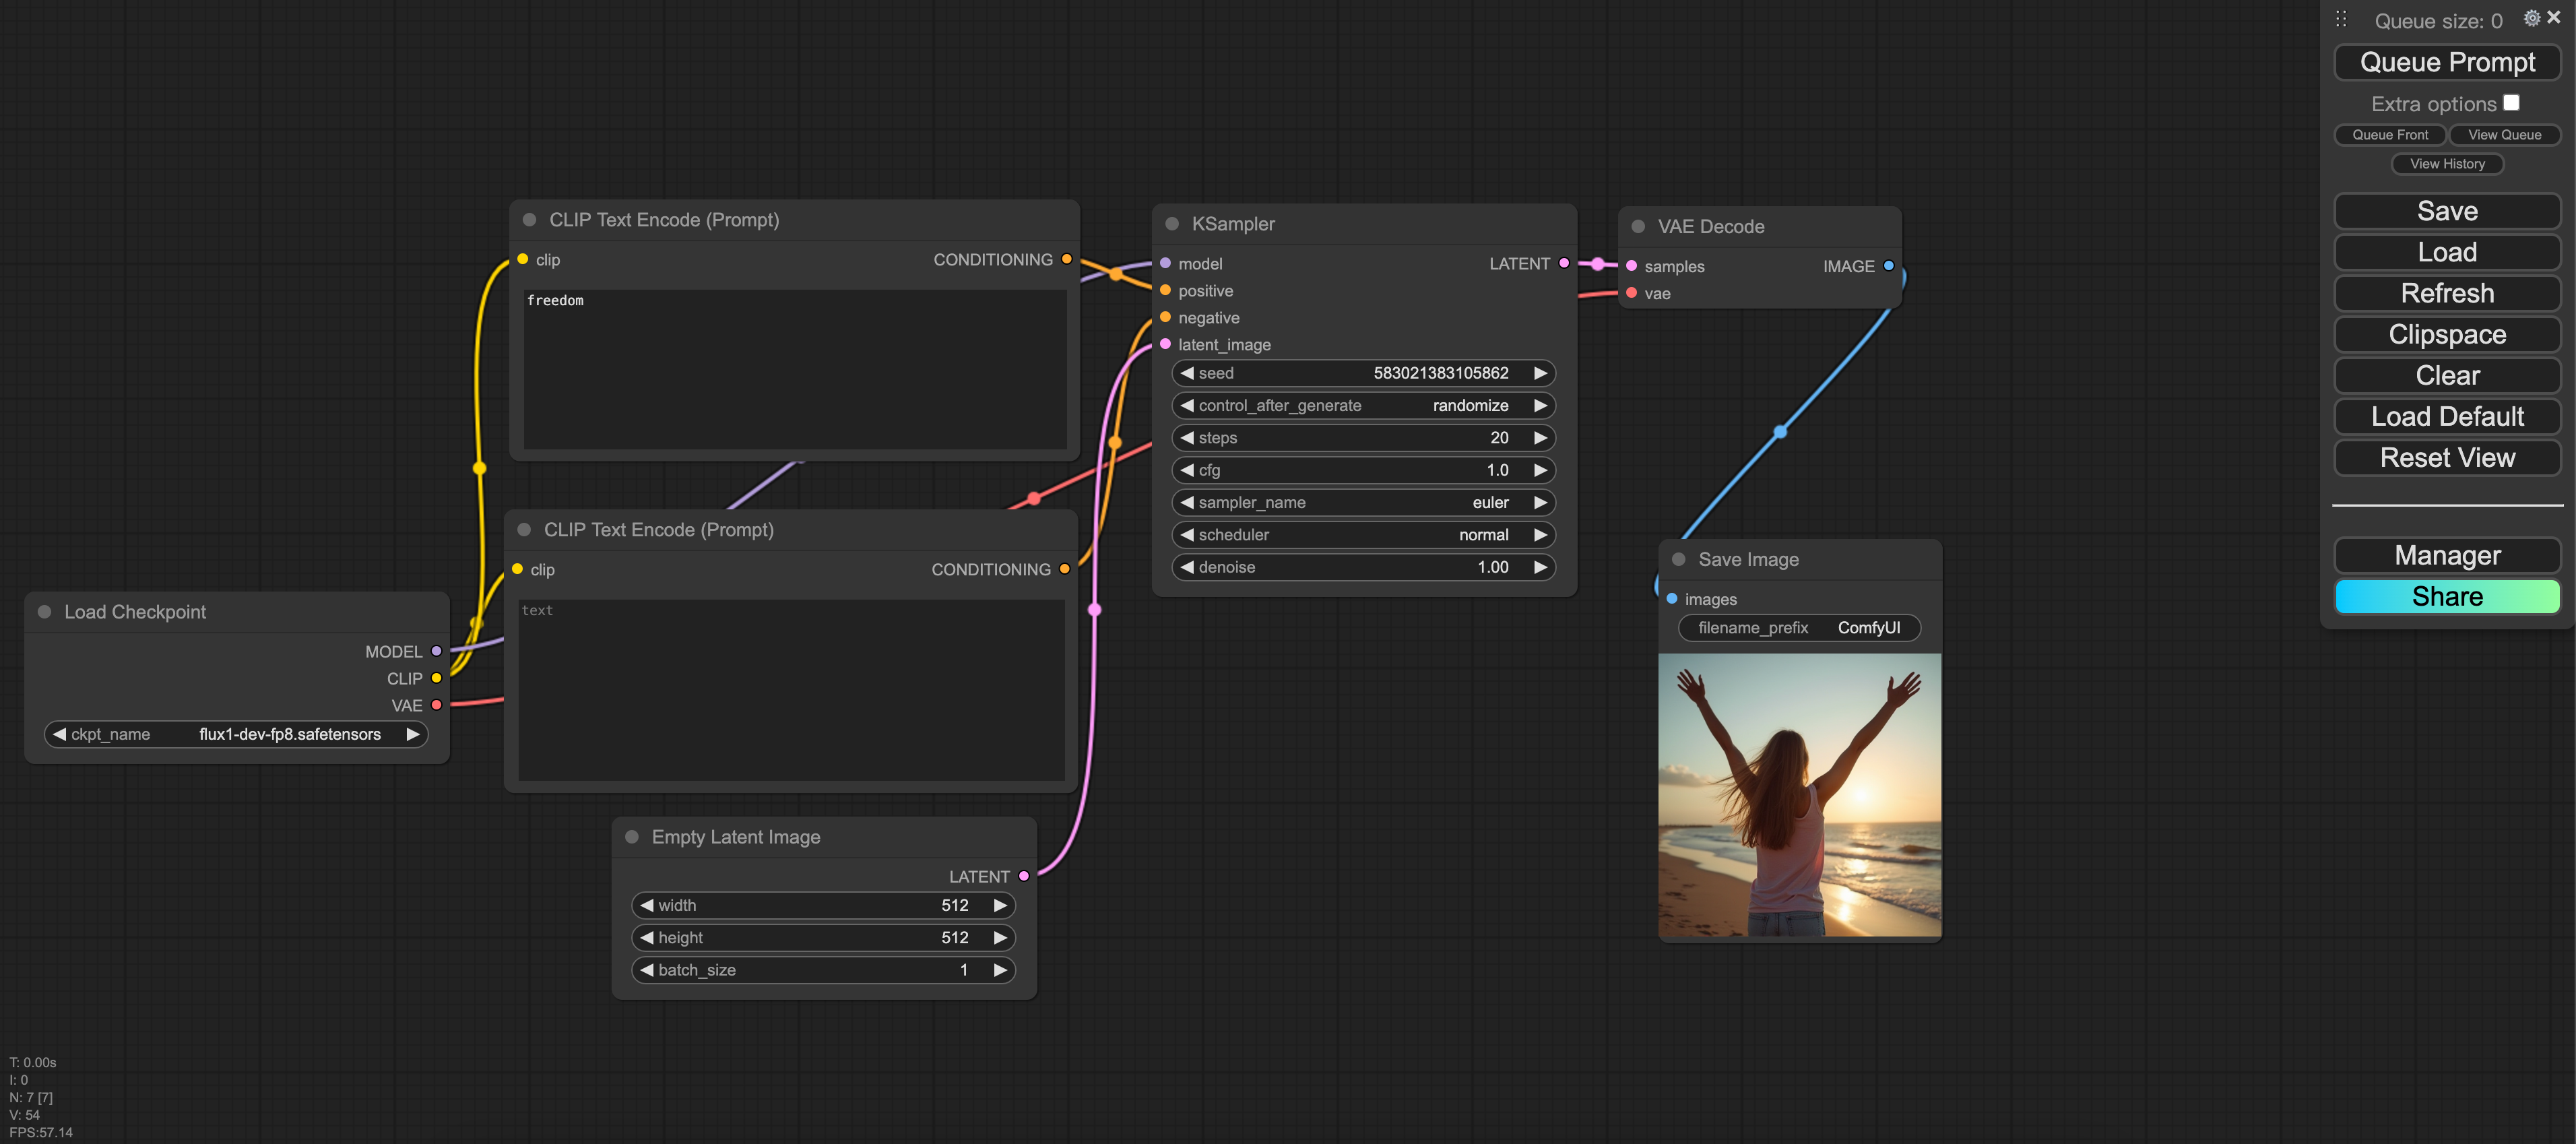 CLIP Text Encode (Prompt)
clip CONDITIONING
freedom
CLIP Text Encode (Prompt)
clip CONDITIONING
text
Load Checkpoint
MODEL
CLIP
VAE
ckpt_name flux1-dev-fp8.safetensors
Empty Latent Image
LATENT
width 512
height 512
batch_size 1
KSampler
model LATENT
positive
negative
latent_image
seed 583021383105862
control_after_generate randomize
steps 20
cfg 1.0
sampler_name euler
scheduler normal
denoise 1.00
VAE Decode
samples IMAGE
vae
Save Image
images
filename_prefix ComfyUI
Queue size: 0
Queue Prompt
Extra options
Queue Front View Queue
View History
Save
Load
Refresh
Clipspace
Clear
Load Default
Reset View
Manager
Share
T: 0.00s
I: 0
N: 7 [7]
V: 54
FPS:57.14